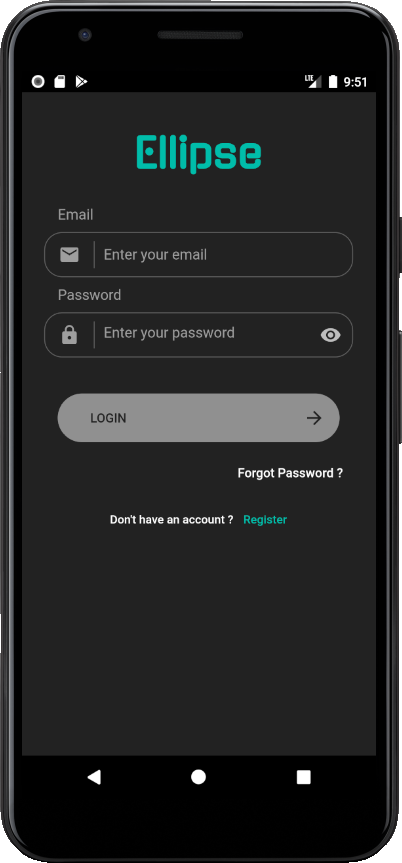 LTE 9:51
Ellipse
Email
Enter your email
Password
Enter your password
LOGIN
Forgot Password ?
Don't have an account ? Register